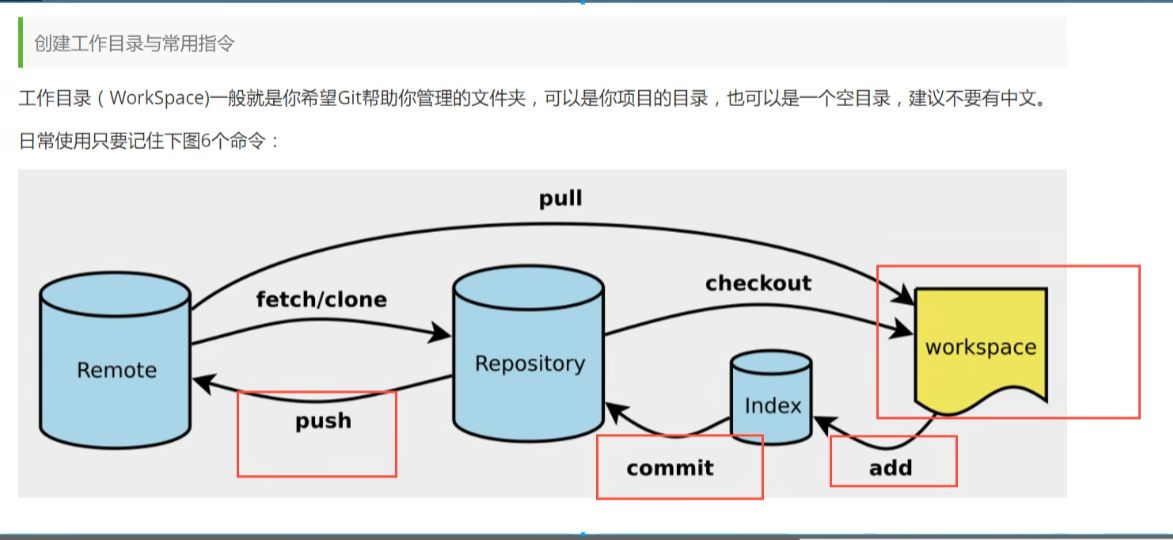 创建工作目录与常用指令
工作目录 ( WorkSpace)一般就是你希望Git帮助你管理的文件夹，可以是你项目的目录，也可以是一个空目录，建议不要有中文。
日常使用只要记住下图6个命令：
pull
fetch/clone
checkout
Remote
Repository
workspace
Index
push
commit
add